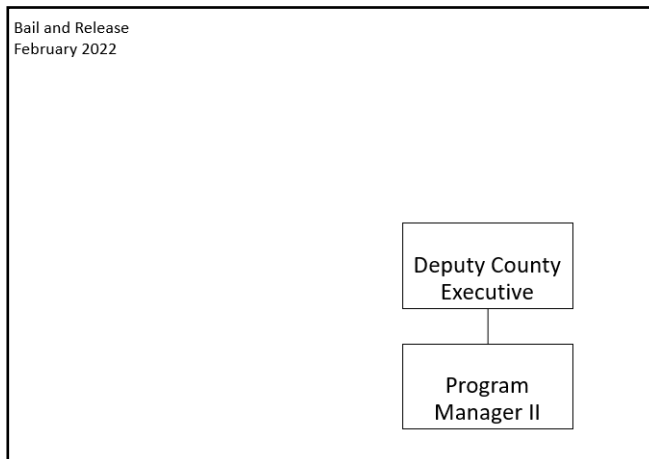 Bail and Release
February 2022
Deputy County
Executive
Program
Manager II